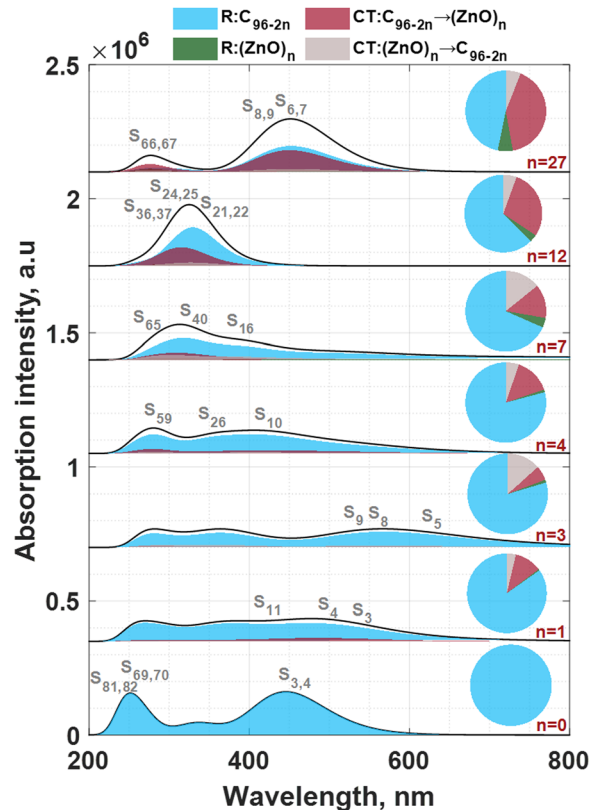 R:C96-2n CT:C96-2n→(ZnO)n
R:(ZnO)n CT:(ZnO)n→C96-2n
×10^6
2.5
S8,9 S6,7
S66,67
n=27
2
S24,25
S36,37 S21,22
n=12
1.5
S65 S40 S16
n=7
S59 S26 S10
n=4
1
S9 S8 S5
n=3
0.5
S11 S4 S3
n=1
S69,70
S81,82 S3,4
n=0
0
200 400 600 800
Wavelength, nm
Absorption intensity, a.u